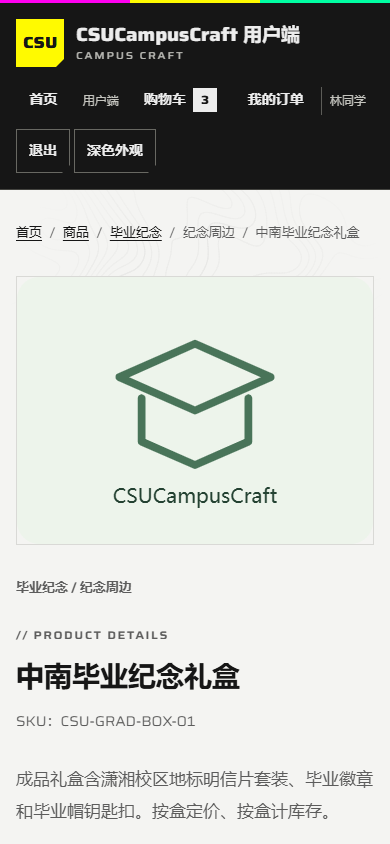 CSU
CSUCampusCraft 用户端
CAMPUS CRAFT
首页 用户端 购物车 3 我的订单 林同学
退出 深色外观
首页 / 商品 / 毕业纪念 / 纪念周边 / 中南毕业纪念礼盒
CSUCampusCraft
毕业纪念 / 纪念周边
// PRODUCT DETAILS
中南毕业纪念礼盒
SKU: CSU-GRAD-BOX-01
成品礼盒含潇湘校区地标明信片套装、毕业徽章
和毕业帽钥匙扣。按盒定价、按盒计库存。